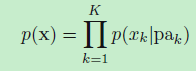 p(x) = ∏_{k=1}^{K} p(x_k|pa_k)